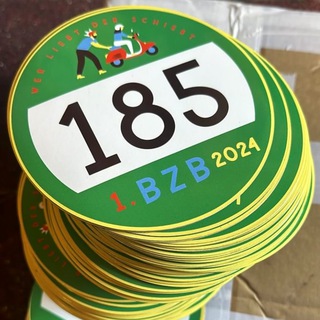 WER LIEBT DER SCHIEBT
185
1. BZB 2024